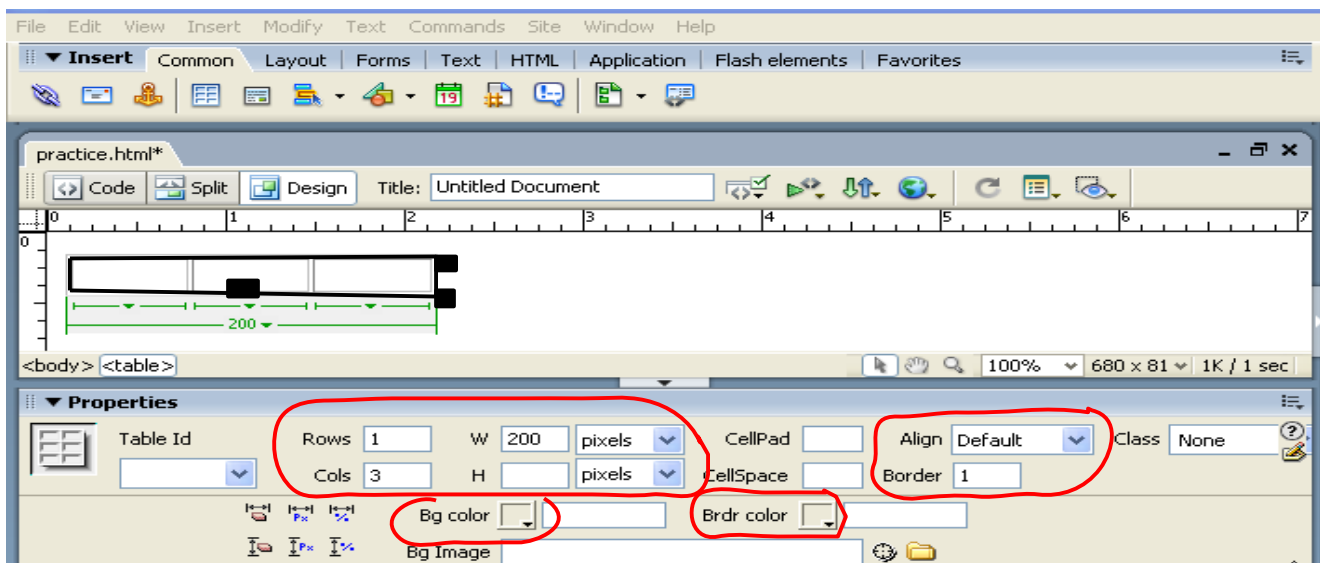 File Edit View Insert Modify Text Commands Site Window Help
Insert Common Layout Forms Text HTML Application Flash elements Favorites
19
practice.html*
Code Split Design Title: Untitled Document
0 1 2 3 4 5 6 7
0
200
<body> <table> 100% 680 x 81 1K / 1 sec
Properties
Table Id Rows 1 W 200 pixels CellPad Align Default Class None
Cols 3 H pixels CellSpace Border 1
Px % Bg color Brdr color
Px % Bg Image